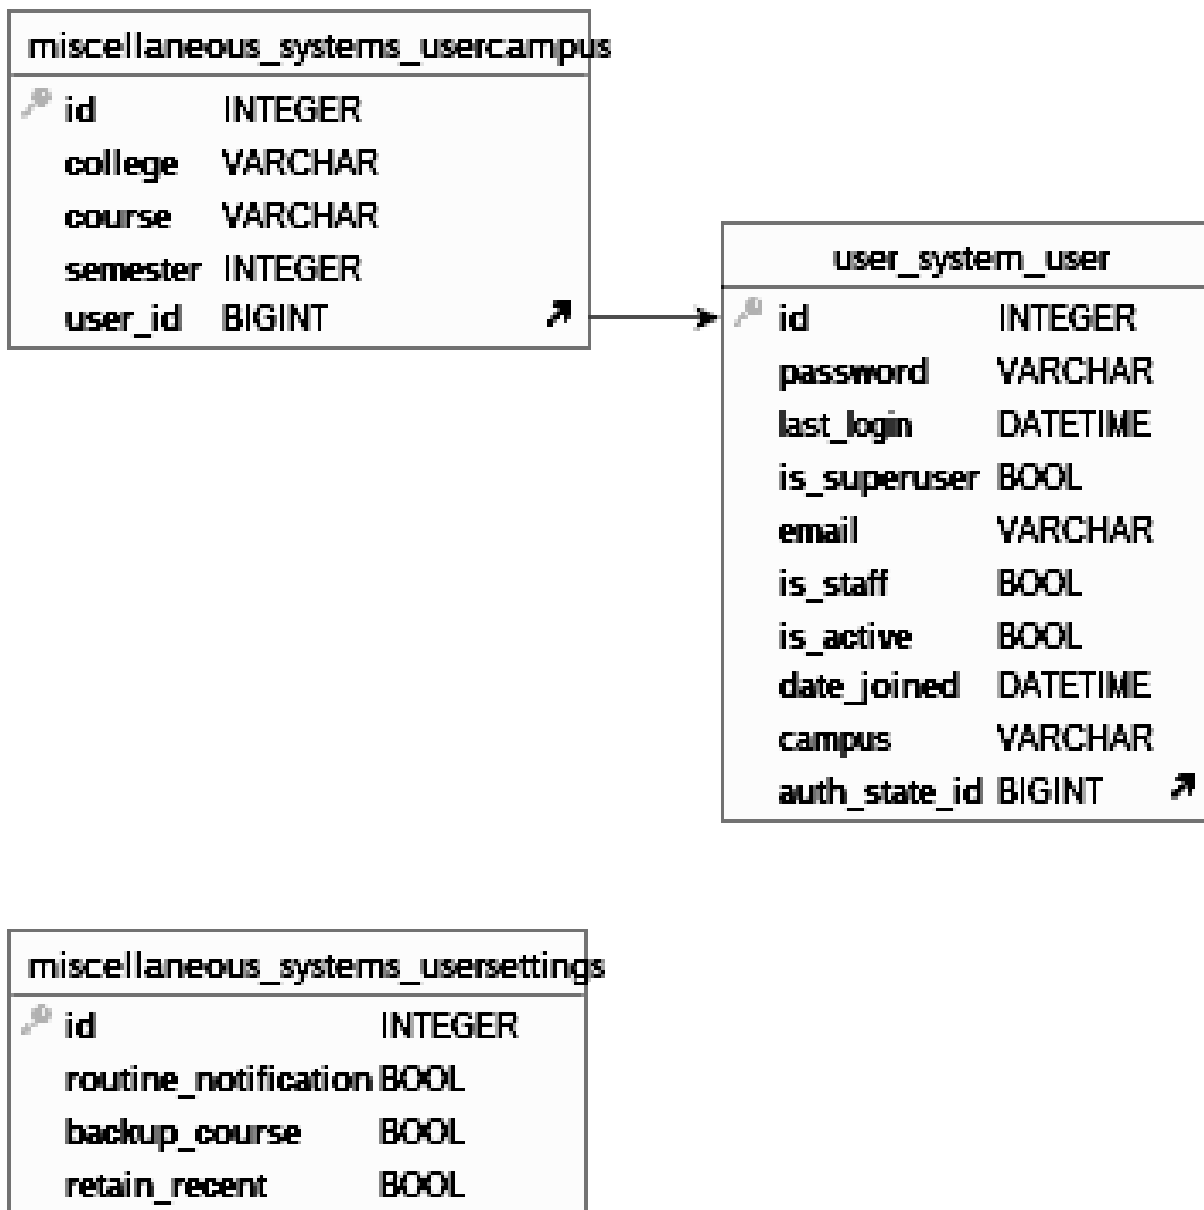 miscellaneous_systems_usercampus
id INTEGER
college VARCHAR
course VARCHAR
semester INTEGER
user_id BIGINT
user_system_user
id INTEGER
password VARCHAR
last_login DATETIME
is_superuser BOOL
email VARCHAR
is_staff BOOL
is_active BOOL
date_joined DATETIME
campus VARCHAR
auth_state_id BIGINT
miscellaneous_systems_usersettings
id INTEGER
routine_notification BOOL
backup_course BOOL
retain_recent BOOL